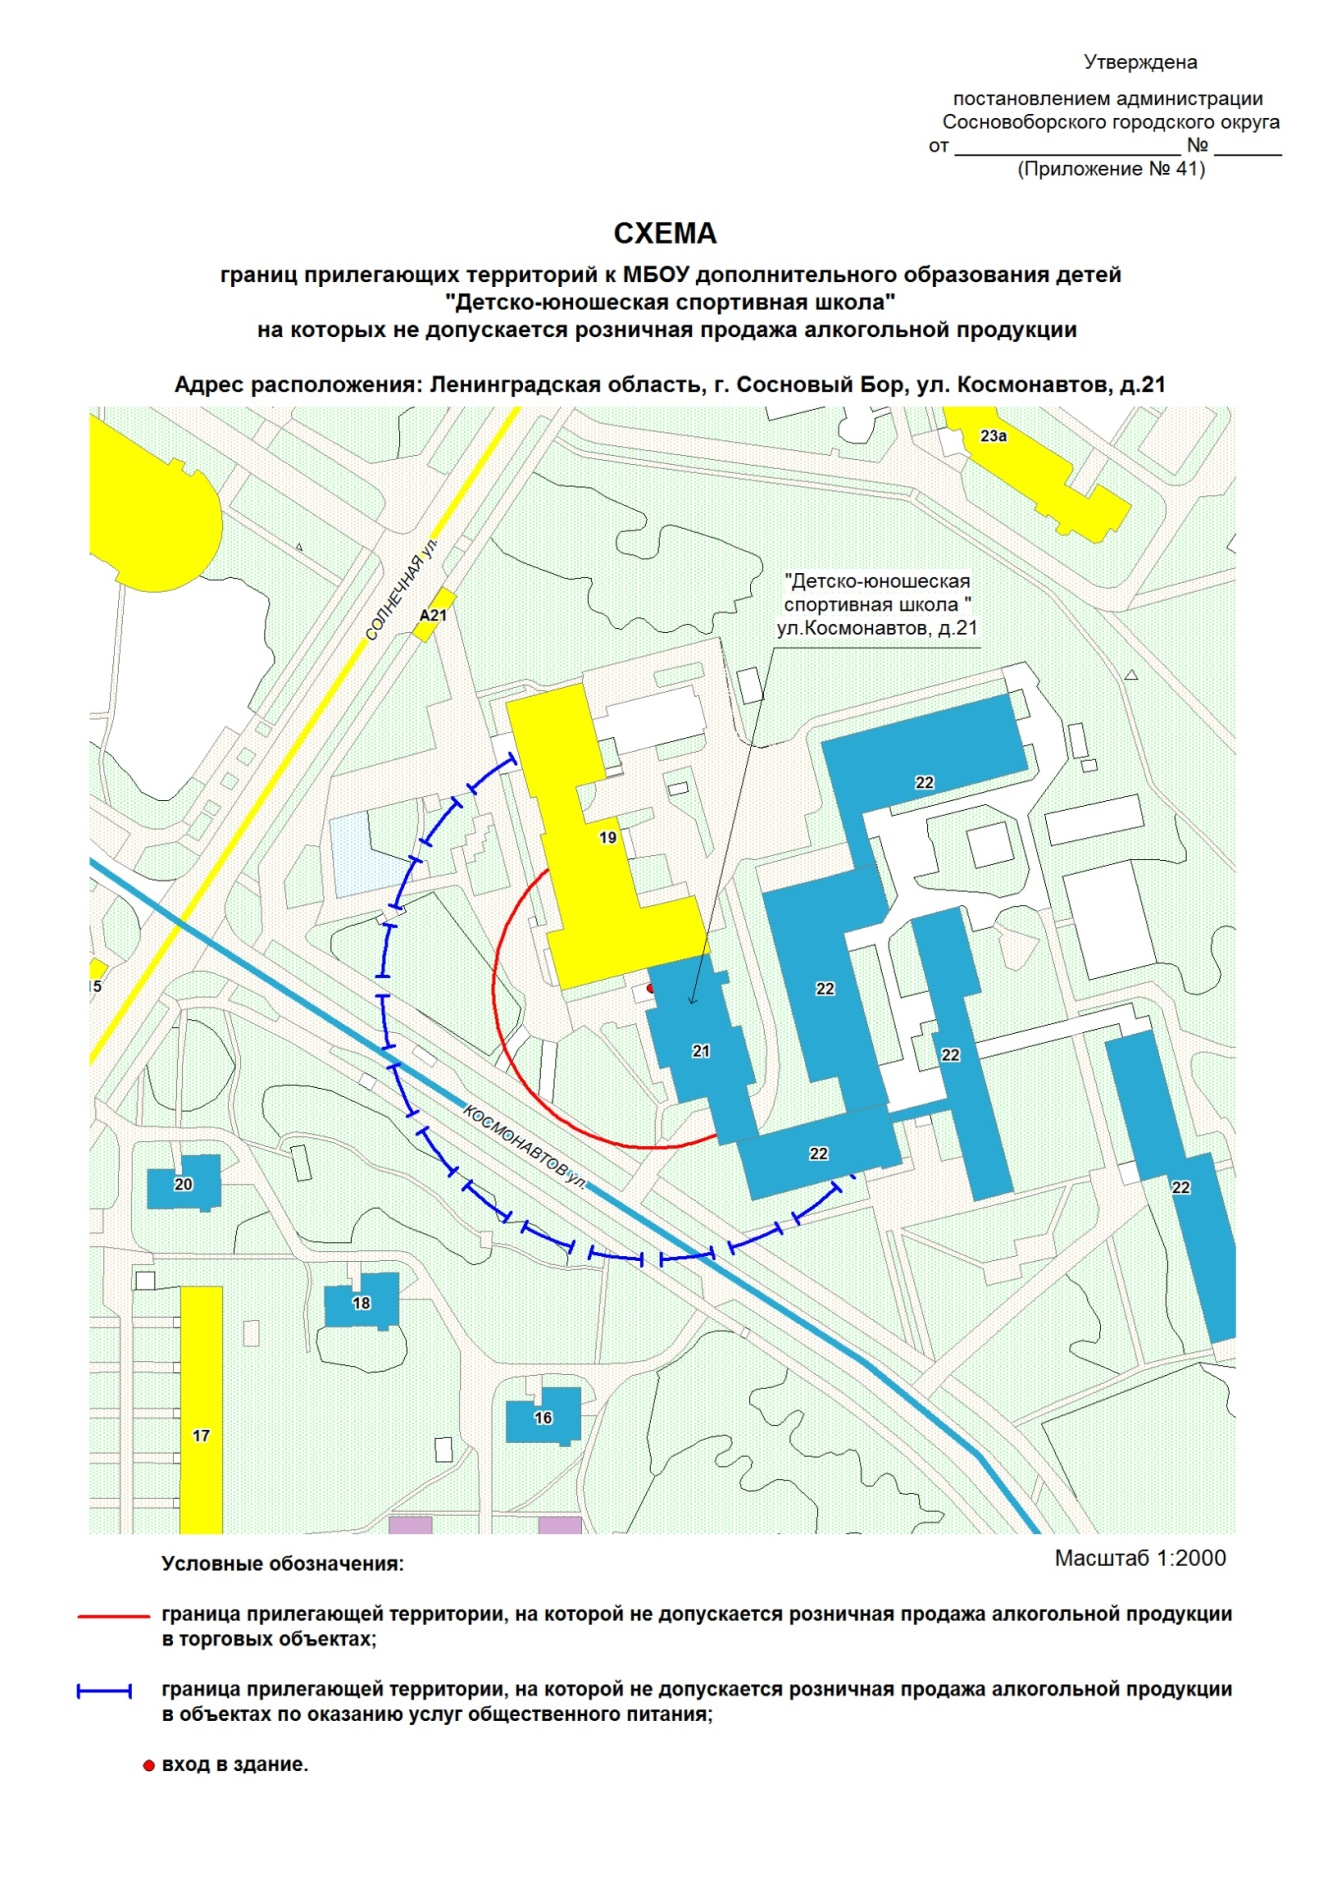 Утверждена
постановлением администрации
Сосновоборского городского округа
от _____________________ № ______
(Приложение № 41)
СХЕМА
границ прилегающих территорий к МБОУ дополнительного образования детей
"Детско-юношеская спортивная школа"
на которых не допускается розничная продажа алкогольной продукции
Адрес расположения: Ленинградская область, г. Сосновый Бор, ул. Космонавтов, д.21
23а
СОЛНЕЧНАЯ ул.
А21
"Детско-юношеская
спортивная школа "
ул.Космонавтов, д.21
22
19
15
22
21
22
КОСМОНАВТОВ ул.
22
20
22
18
16
17
Масштаб 1:2000
Условные обозначения:
граница прилегающей территории, на которой не допускается розничная продажа алкогольной продукции
в торговых объектах;
граница прилегающей территории, на которой не допускается розничная продажа алкогольной продукции
в объектах по оказанию услуг общественного питания;
вход в здание.